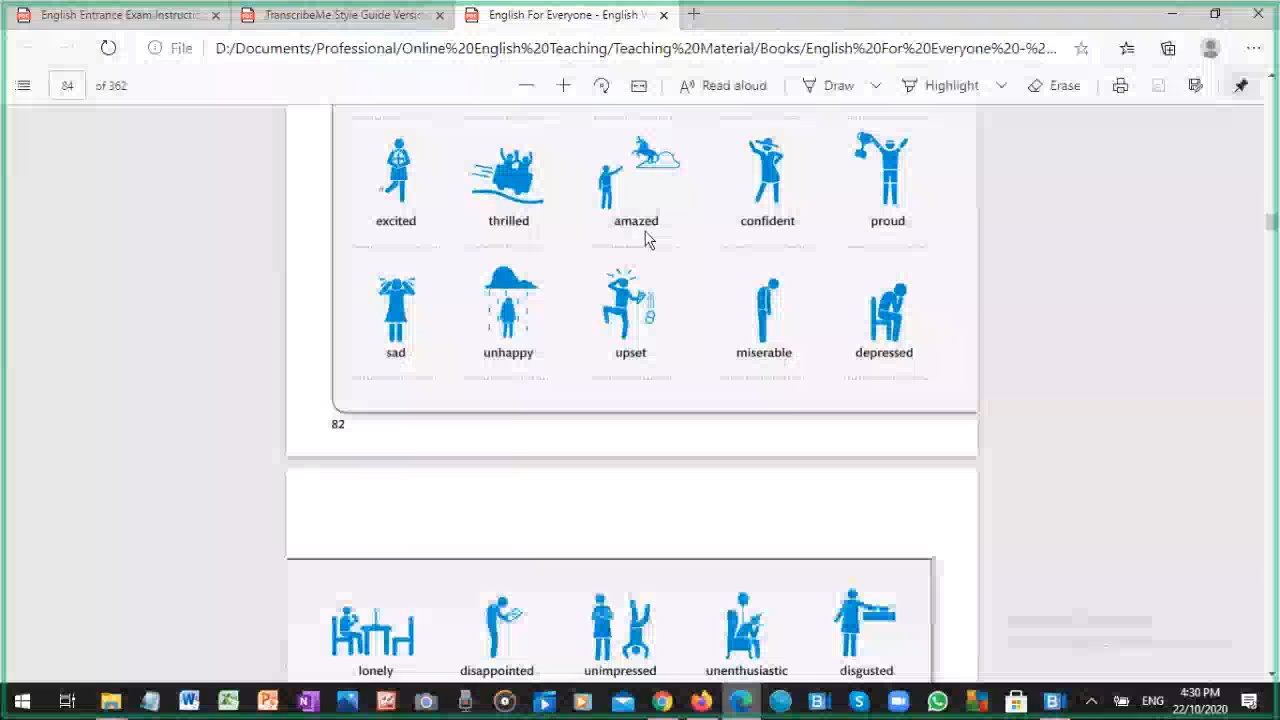 English Entrance Exam Instructi
TranscribeMe Style Guide Versio
English For Everyone - English V
File
D:/Documents/Professional/Online%20English%20Teaching/Teaching%20Material/Books/English%20For%20Everyone%20-%2...
84 of 362
Read aloud
Draw
Highlight
Erase
excited thrilled amazed confident proud
sad unhappy upset miserable depressed
82
lonely disappointed unimpressed unenthusiastic disgusted
ENG
4:30 PM
22/10/2020